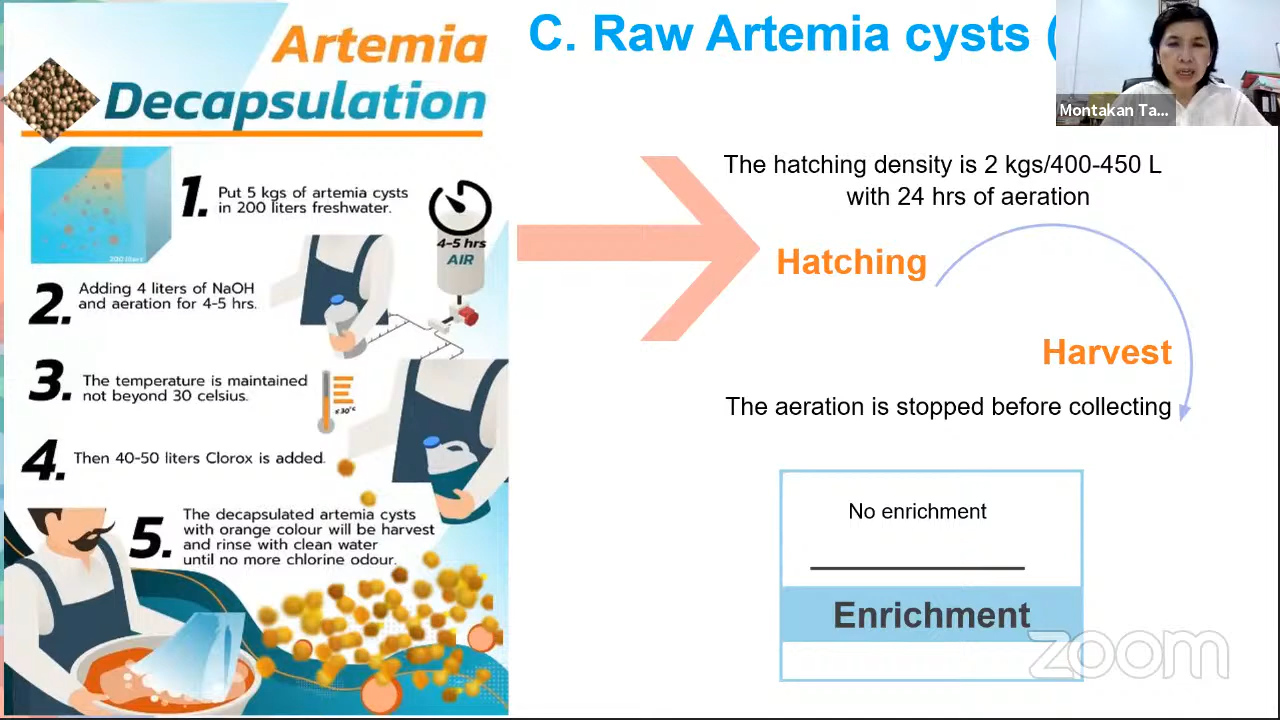 Artemia
Decapsulation
1.
Put 5 kgs of artemia cysts
in 200 liters freshwater.
200 liters
4-5 hrs
AIR
2.
Adding 4 liters of NaOH
and aeration for 4-5 hrs.
3.
The temperature is maintained
not beyond 30 celsius.
≤30°c
4.
Then 40-50 liters Clorox is added.
5.
The decapsulated artemia cysts
with orange colour will be harvest
and rinse with clean water
until no more chlorine odour.
C. Raw Artemia cysts (
Montakan Ta...
The hatching density is 2 kgs/400-450 L
with 24 hrs of aeration
Hatching
Harvest
The aeration is stopped before collecting
No enrichment
Enrichment
zoom